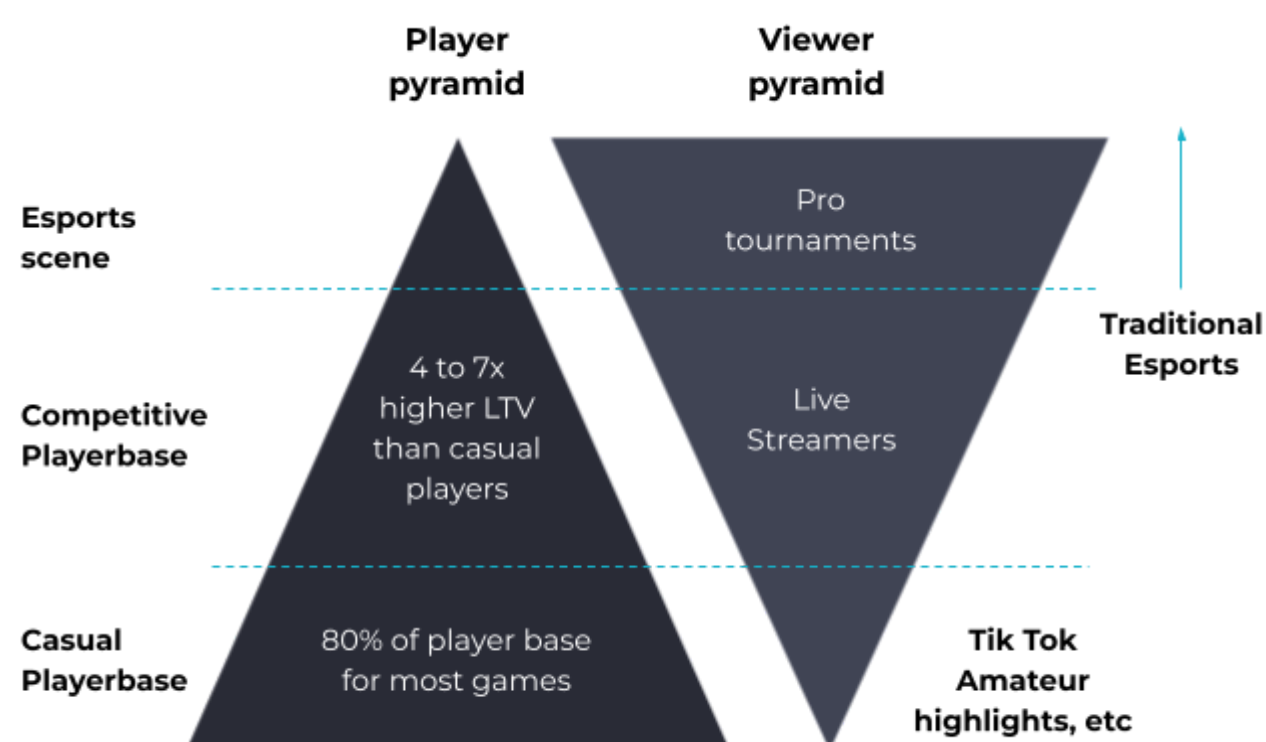 Player
pyramid
Viewer
pyramid
Esports
scene
Pro
tournaments
Traditional
Esports
Competitive
Playerbase
4 to 7x
higher LTV
than casual
players
Live
Streamers
Casual
Playerbase
80% of player base
for most games
Tik Tok
Amateur
highlights, etc